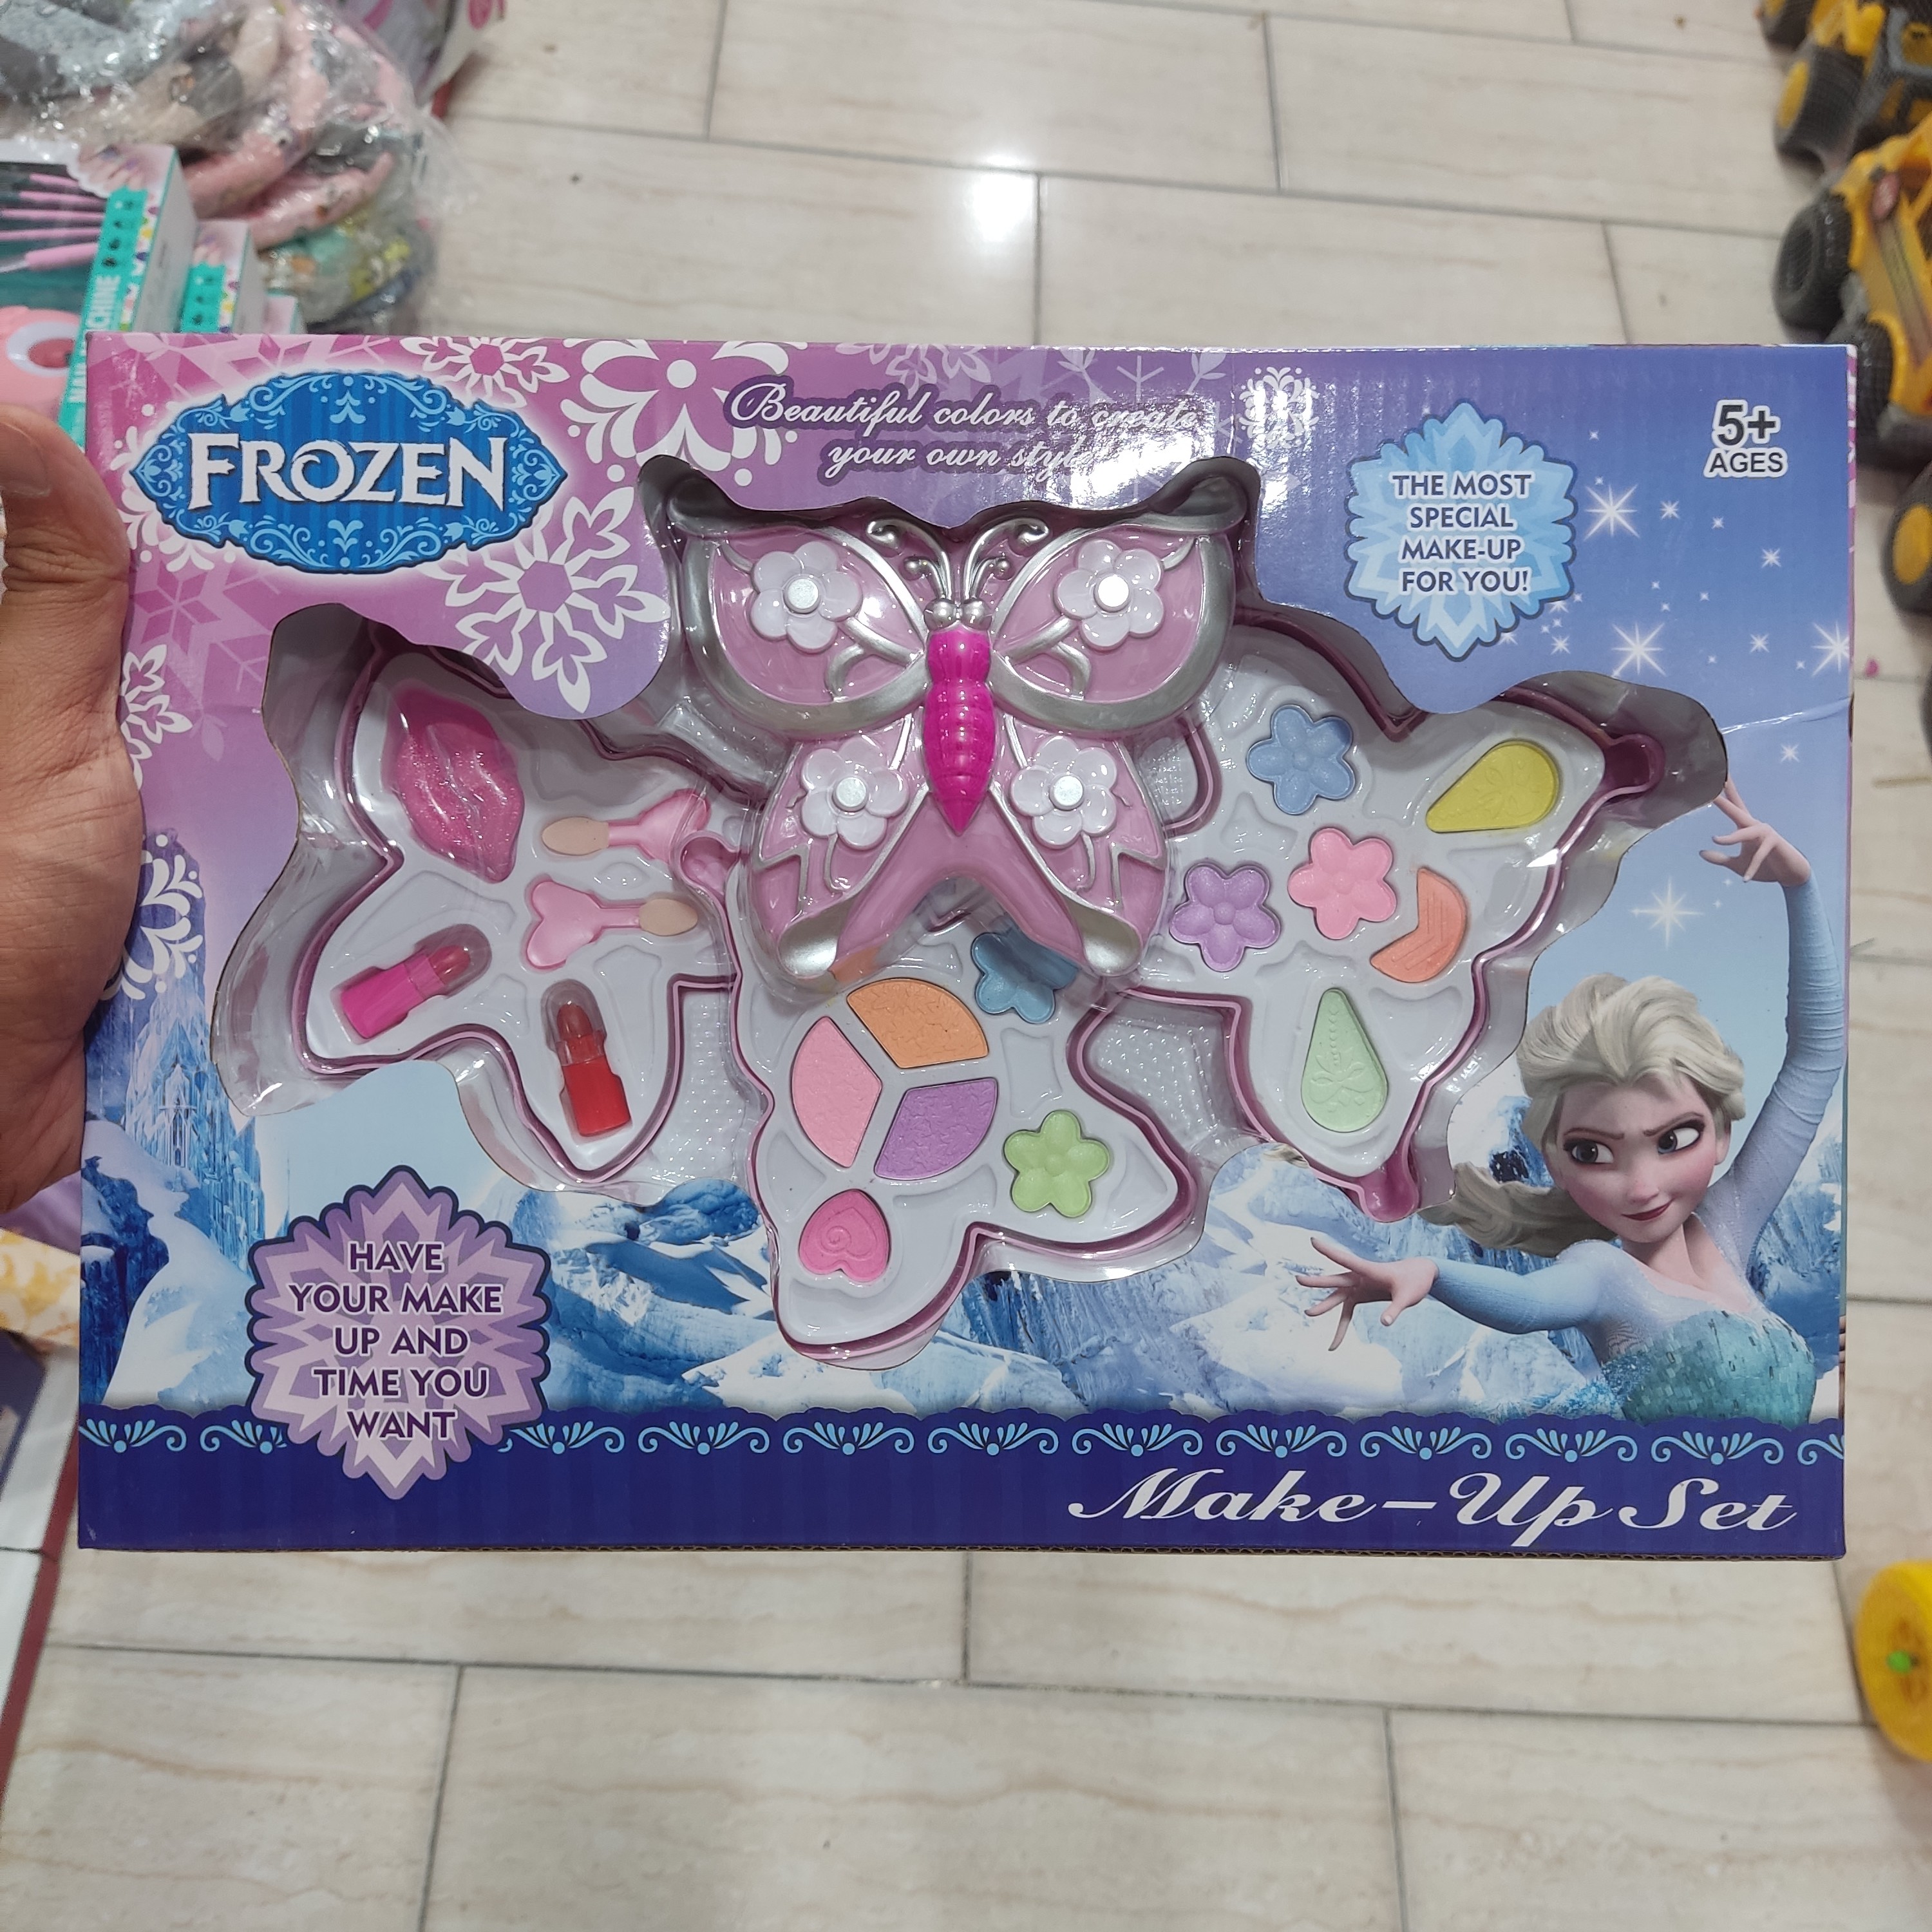 FROZEN
Beautiful colors to create
your own style
5+
AGES
THE MOST
SPECIAL
MAKE-UP
FOR YOU!
HAVE
YOUR MAKE
UP AND
TIME YOU
WANT
Make-Up Set